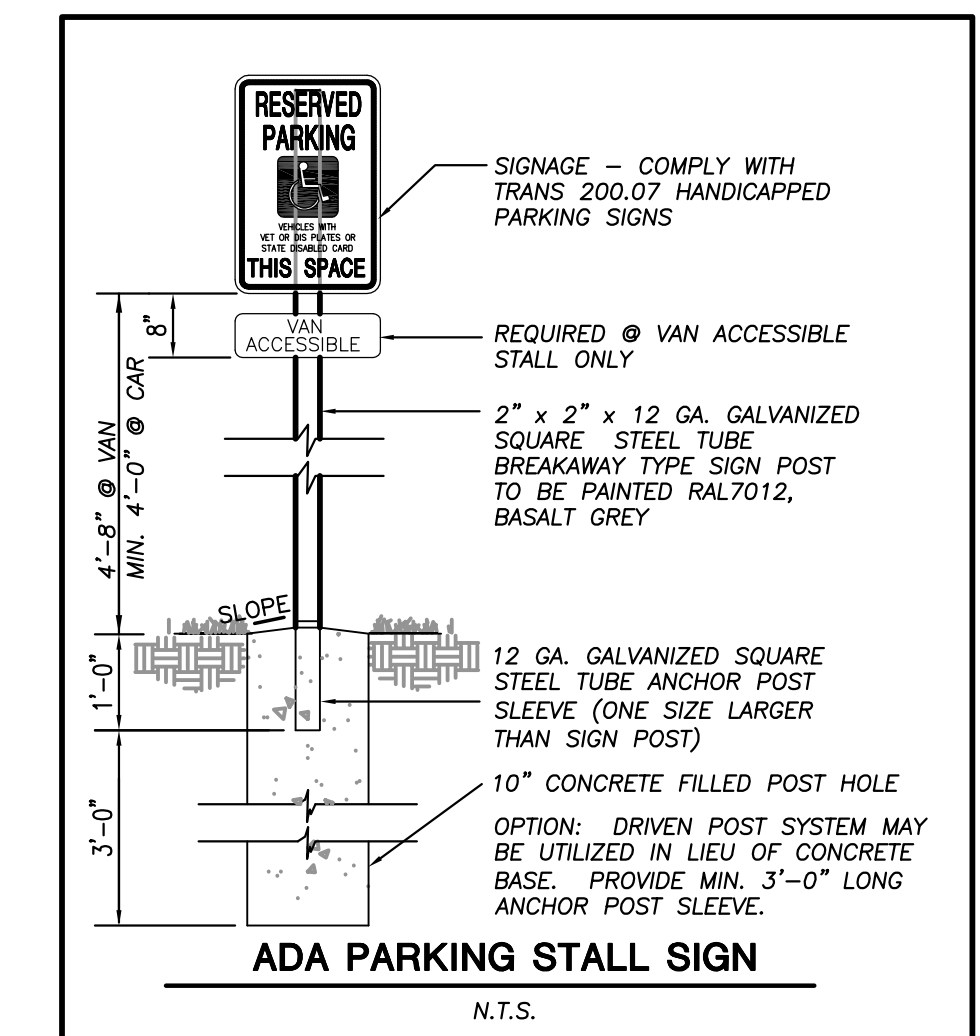 RESERVED
PARKING
VEHICLES WITH
VET OR DIS PLATES OR
STATE DISABLED CARD
THIS SPACE
SIGNAGE – COMPLY WITH
TRANS 200.07 HANDICAPPED
PARKING SIGNS
8"
VAN
ACCESSIBLE
REQUIRED @ VAN ACCESSIBLE
STALL ONLY
4'–8" @ VAN
MIN. 4'–0" @ CAR
2" x 2" x 12 GA. GALVANIZED
SQUARE STEEL TUBE
BREAKAWAY TYPE SIGN POST
TO BE PAINTED RAL7012,
BASALT GREY
SLOPE
1'–0"
12 GA. GALVANIZED SQUARE
STEEL TUBE ANCHOR POST
SLEEVE (ONE SIZE LARGER
THAN SIGN POST)
3'–0"
10" CONCRETE FILLED POST HOLE
OPTION: DRIVEN POST SYSTEM MAY
BE UTILIZED IN LIEU OF CONCRETE
BASE. PROVIDE MIN. 3'–0" LONG
ANCHOR POST SLEEVE.
ADA PARKING STALL SIGN
N.T.S.